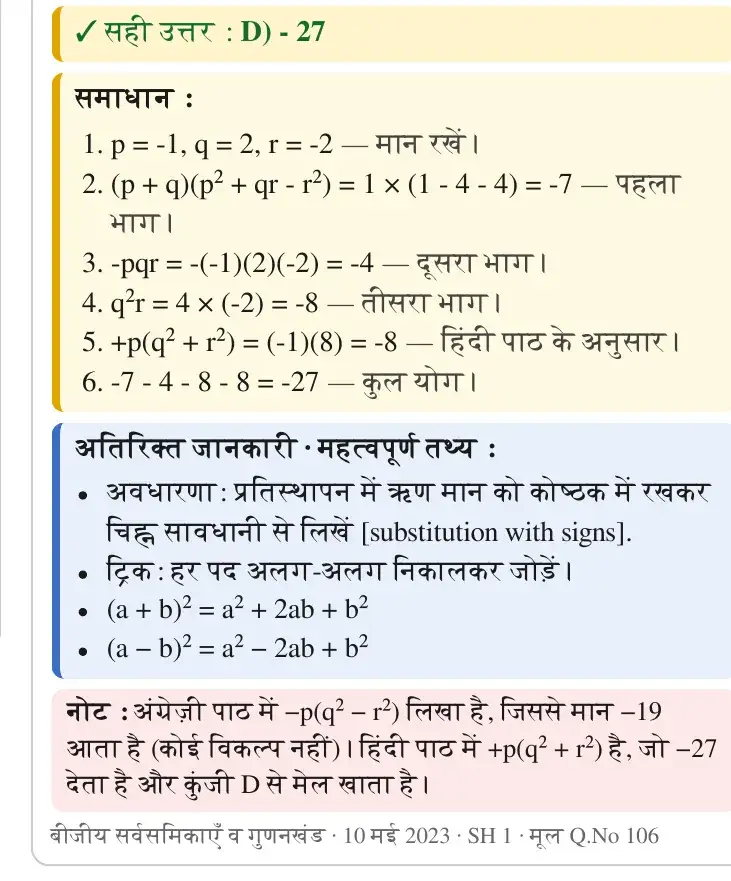 ✓ सही उत्तर : D) - 27
समाधान :
1. p = -1, q = 2, r = -2 — मान रखें।
2. (p + q)(p² + qr - r²) = 1 × (1 - 4 - 4) = -7 — पहला
भाग।
3. -pqr = -(-1)(2)(-2) = -4 — दूसरा भाग।
4. q²r = 4 × (-2) = -8 — तीसरा भाग।
5. +p(q² + r²) = (-1)(8) = -8 — हिंदी पाठ के अनुसार।
6. -7 - 4 - 8 - 8 = -27 — कुल योग।
अतिरिक्त जानकारी · महत्वपूर्ण तथ्य :
• अवधारणा : प्रतिस्थापन में ऋण मान को कोष्ठक में रखकर
चिह्न सावधानी से लिखें [substitution with signs].
• ट्रिक : हर पद अलग-अलग निकालकर जोड़ें।
• (a + b)² = a² + 2ab + b²
• (a − b)² = a² − 2ab + b²
नोट : अंग्रेज़ी पाठ में −p(q² − r²) लिखा है, जिससे मान −19
आता है (कोई विकल्प नहीं)। हिंदी पाठ में +p(q² + r²) है, जो −27
देता है और कुंजी D से मेल खाता है।
बीजीय सर्वसमिकाएँ व गुणनखंड · 10 मई 2023 · SH 1 · मूल Q.No 106